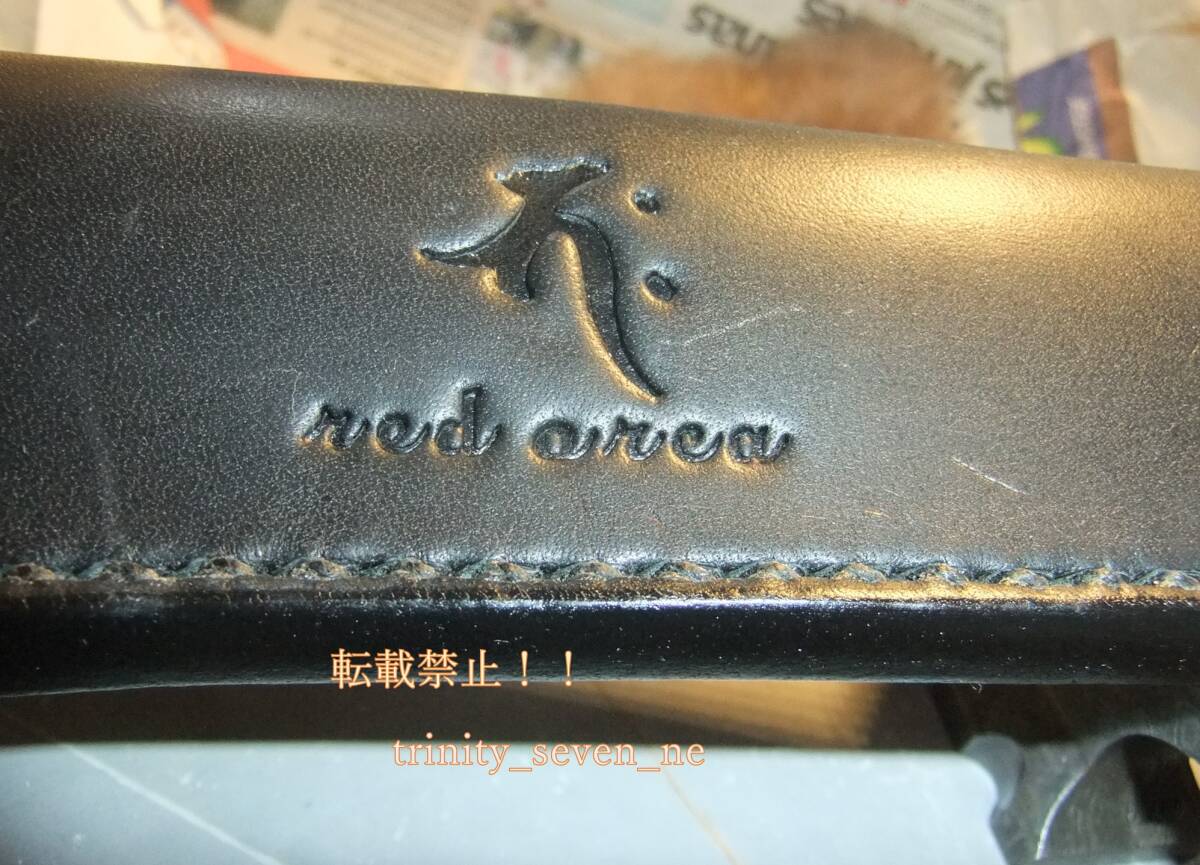 red area
転載禁止！！
trinity_seven_ne